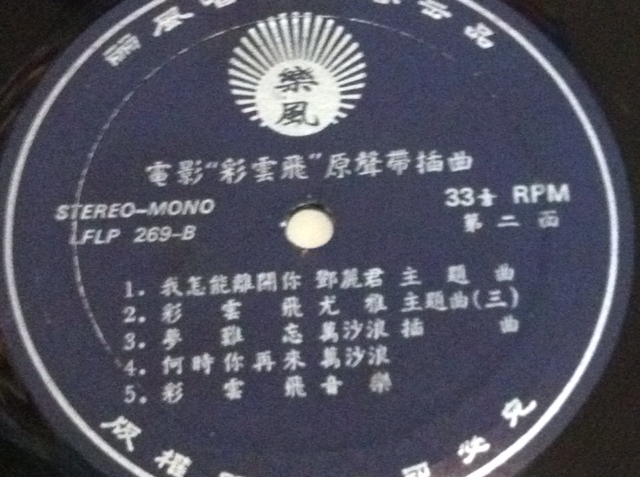 樂
風
電影"彩雲飛"原聲帶插曲
STEREO-MONO
LFLP 269-B
33⅓ RPM
第二面
1. 我怎能離開你 鄧麗君 主題曲
2. 彩雲飛 尤雅 主題曲(三)
3. 夢難忘 萬沙浪 插曲
4. 何時你再來 萬沙浪
5. 彩雲飛音樂
版權